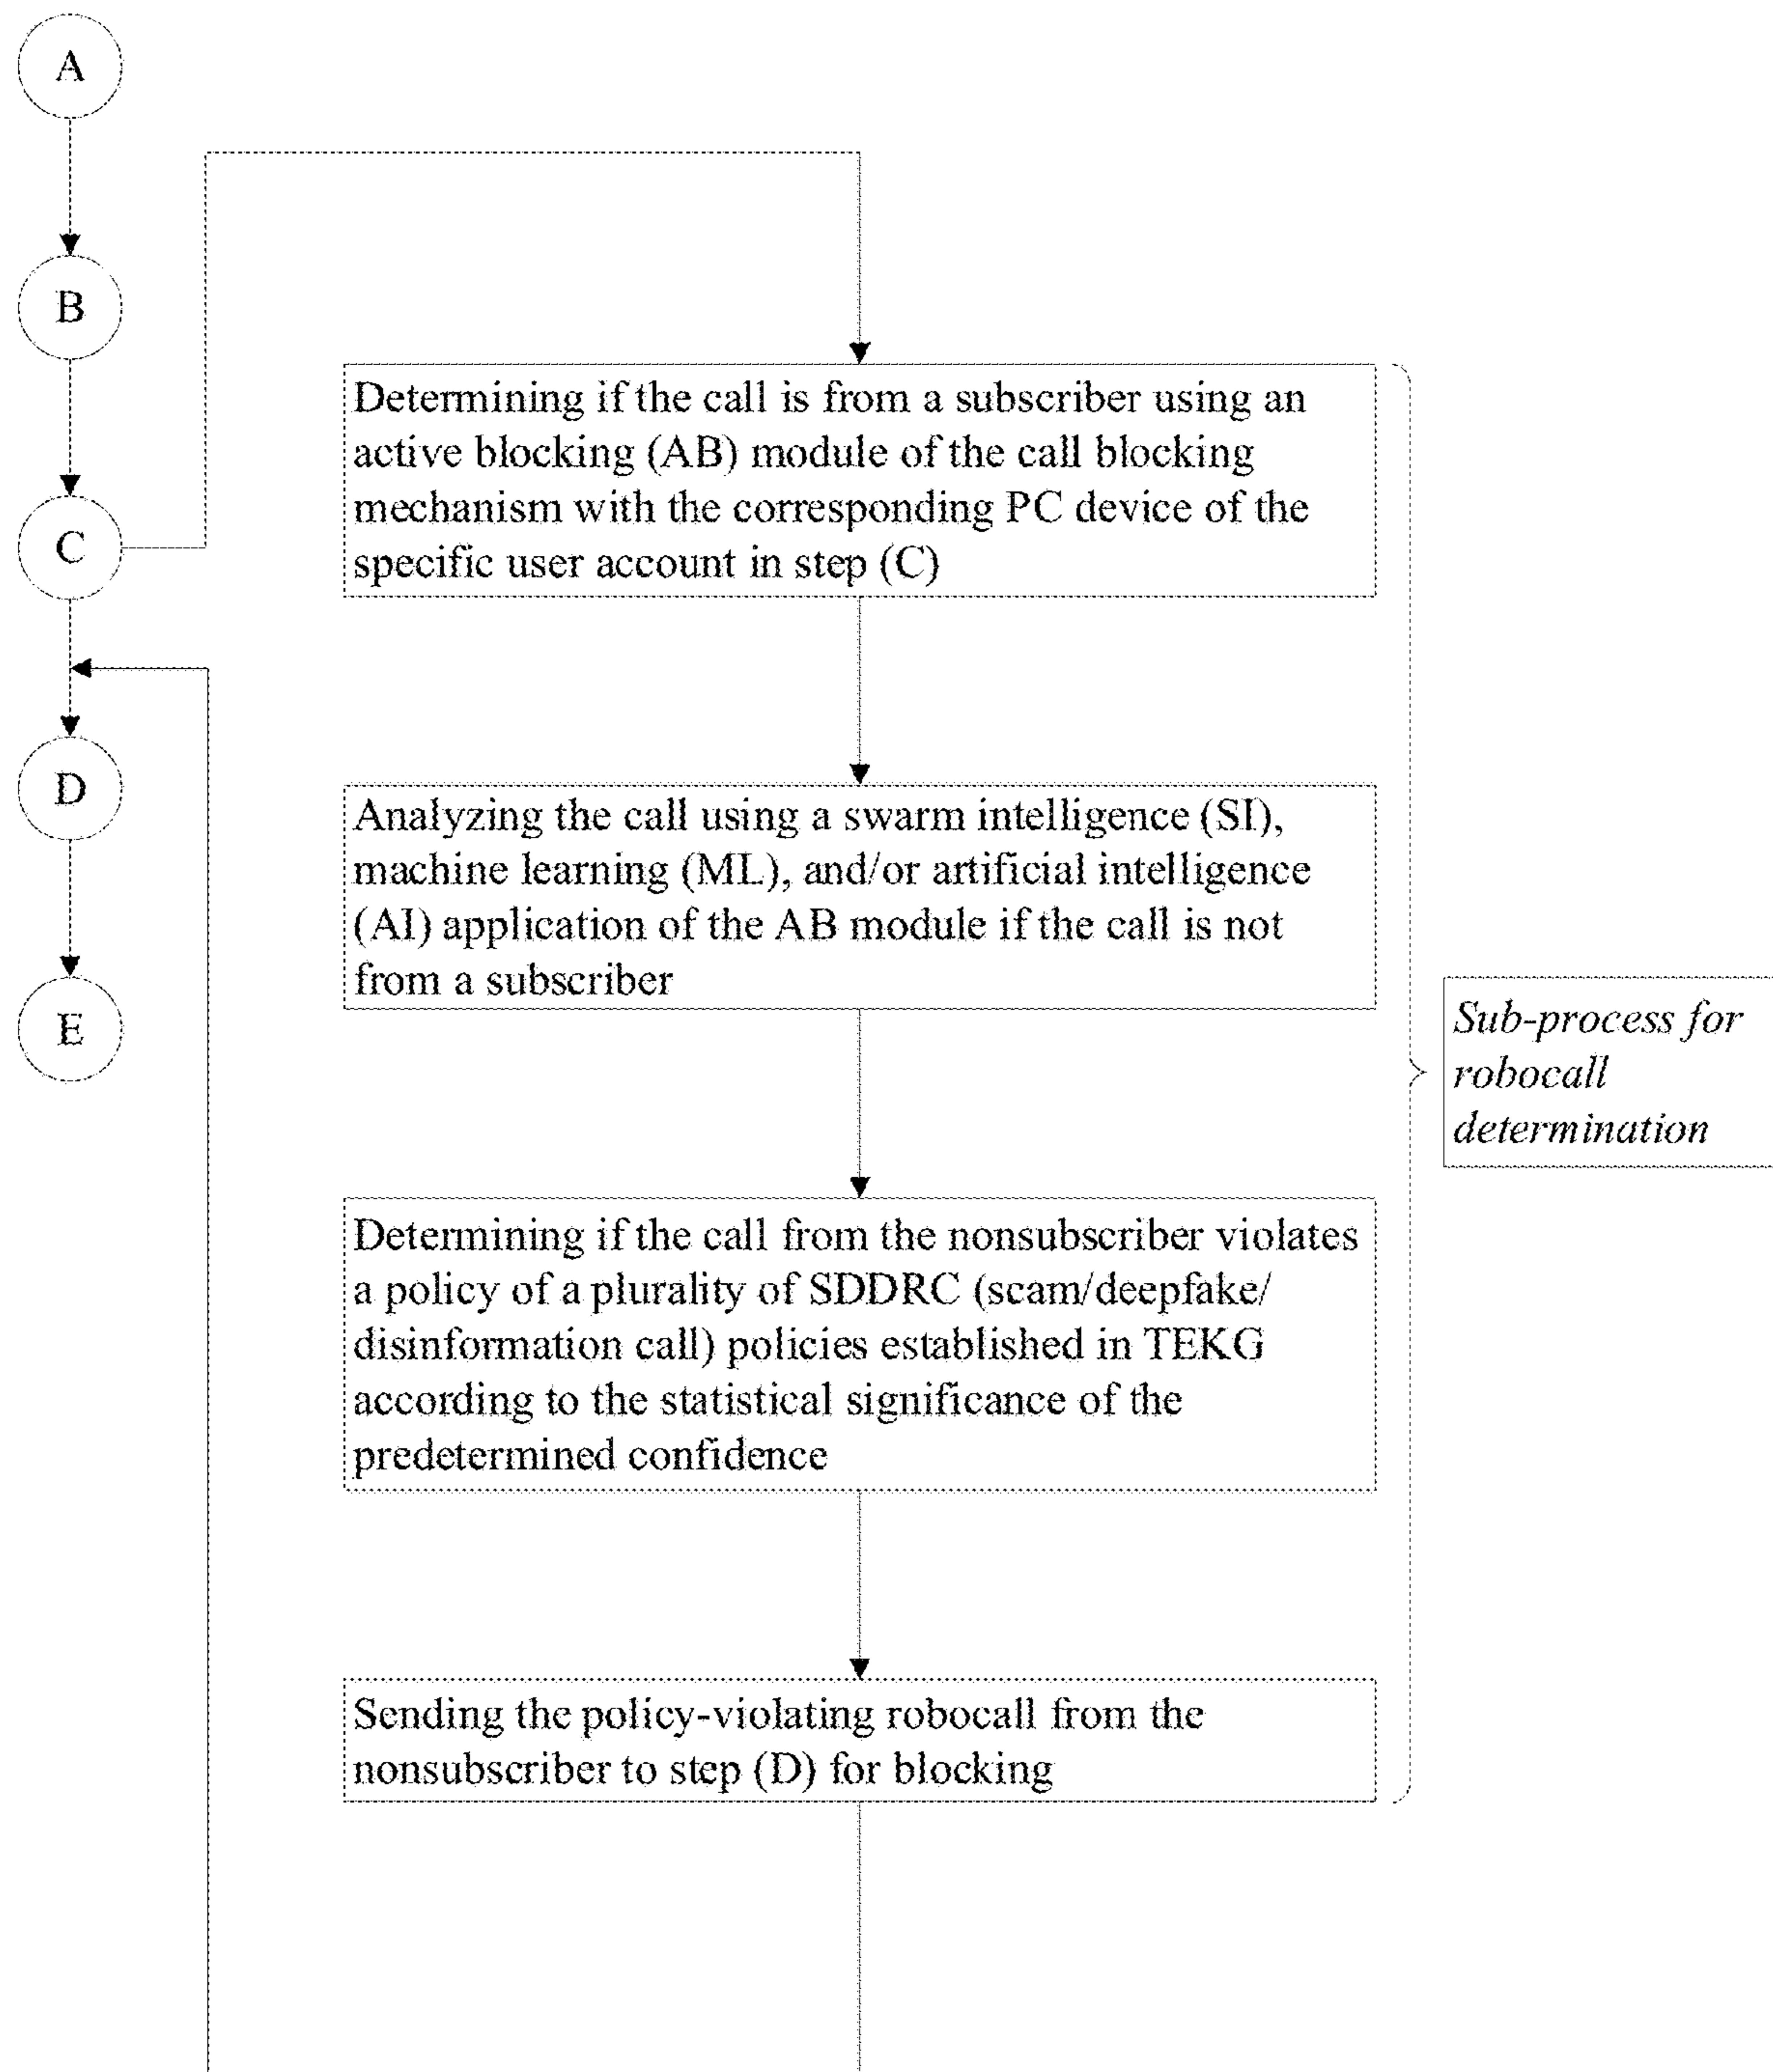 A
B
C
D
E
Determining if the call is from a subscriber using an
active blocking (AB) module of the call blocking
mechanism with the corresponding PC device of the
specific user account in step (C)
Analyzing the call using a swarm intelligence (SI),
machine learning (ML), and/or artificial intelligence
(AI) application of the AB module if the call is not
from a subscriber
Determining if the call from the nonsubscriber violates
a policy of a plurality of SDDRC (scam/deepfake/
disinformation call) policies established in TEKG
according to the statistical significance of the
predetermined confidence
Sending the policy-violating robocall from the
nonsubscriber to step (D) for blocking
Sub-process for
robocall
determination